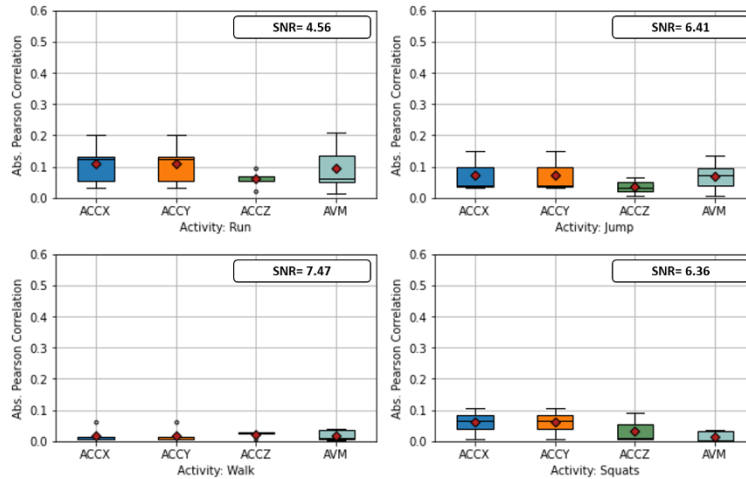 SNR= 4.56
0.6
0.5
0.4
0.3
0.2
0.1
0.0
Abs. Pearson Correlation
ACCX ACCY ACCZ AVM
Activity: Run
SNR= 6.41
0.6
0.5
0.4
0.3
0.2
0.1
0.0
Abs. Pearson Correlation
ACCX ACCY ACCZ AVM
Activity: Jump
SNR= 7.47
0.6
0.5
0.4
0.3
0.2
0.1
0.0
Abs. Pearson Correlation
ACCX ACCY ACCZ AVM
Activity: Walk
SNR= 6.36
0.6
0.5
0.4
0.3
0.2
0.1
0.0
Abs. Pearson Correlation
ACCX ACCY ACCZ AVM
Activity: Squats